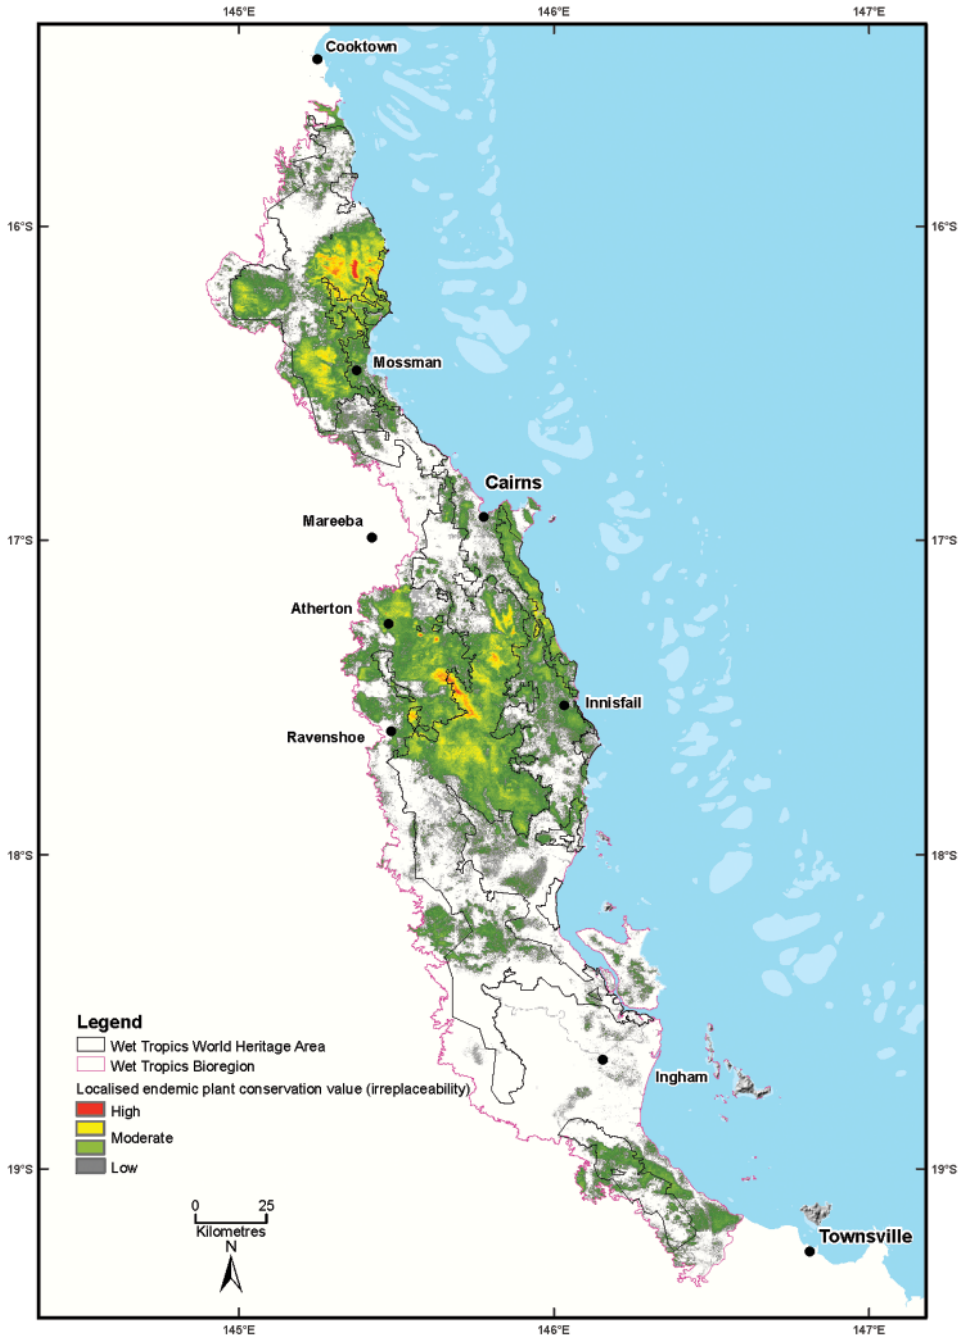 145°E 146°E 147°E
Cooktown
16°S 16°S
Mossman
Cairns
Mareeba
17°S 17°S
Atherton
Innisfail
Ravenshoe
18°S 18°S
Legend
Wet Tropics World Heritage Area
Wet Tropics Bioregion
Ingham
Localised endemic plant conservation value (irreplaceability)
High
Moderate
Low
19°S 19°S
0 25
Kilometres
N
Townsville
145°E 146°E 147°E